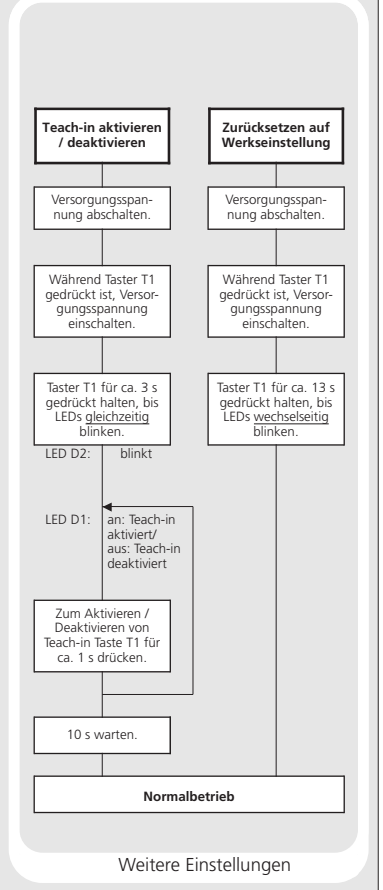 Teach-in aktivieren
/ deaktivieren
Versorgungsspan-
nung abschalten.
Während Taster T1
gedrückt ist, Versor-
gungsspannung
einschalten.
Taster T1 für ca. 3 s
gedrückt halten, bis
LEDs gleichzeitig
blinken.
LED D2: blinkt
LED D1: an: Teach-in
aktiviert/
aus: Teach-in
deaktiviert
Zum Aktivieren /
Deaktivieren von
Teach-in Taste T1 für
ca. 1 s drücken.
10 s warten.
Zurücksetzen auf
Werkseinstellung
Versorgungsspan-
nung abschalten.
Während Taster T1
gedrückt ist, Versor-
gungsspannung
einschalten.
Taster T1 für ca. 13 s
gedrückt halten, bis
LEDs wechselseitig
blinken.
Normalbetrieb
Weitere Einstellungen